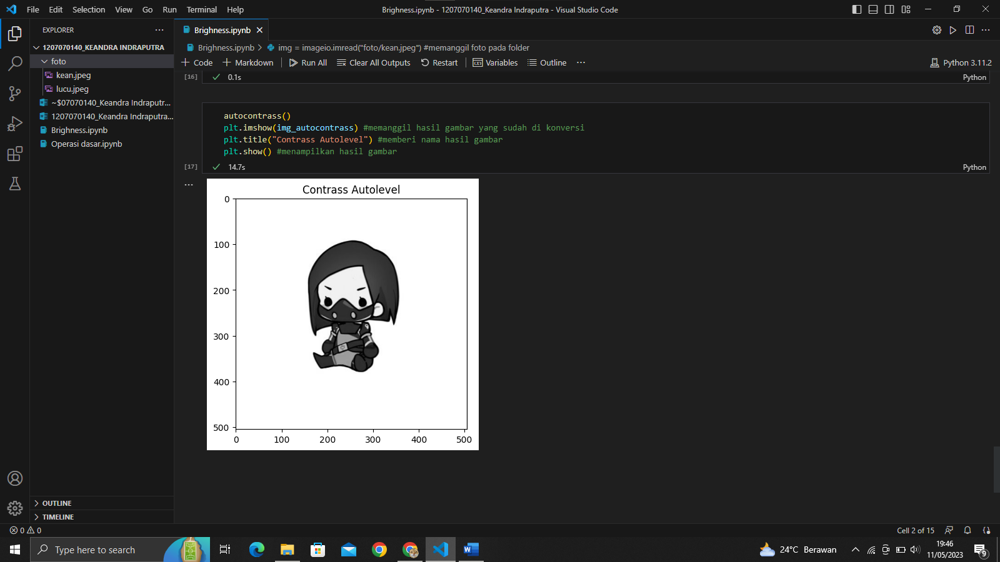 File Edit Selection View Go Run Terminal Help
Brighness.ipynb - 1207070140_Keandra Indraputra - Visual Studio Code
EXPLORER
1207070140_KEANDRA INDRAPUTRA
foto
kean.jpeg
lucu.jpeg
~$07070140_Keandra Indraputr...
1207070140_Keandra Indraputra...
Brighness.ipynb
Operasi dasar.ipynb
OUTLINE
TIMELINE
Brighness.ipynb
Brighness.ipynb > img = imageio.imread("foto/kean.jpeg") #memanggil foto pada folder
Code Markdown Run All Clear All Outputs Restart Variables Outline
Python 3.11.2
[16] 0.1s Python
autocontrass()
plt.imshow(img_autocontrass) #memanggil hasil gambar yang sudah di konversi
plt.title("Contrass Autolevel") #memberi nama hasil gambar
plt.show() #menampilkan hasil gambar
[17] 14.7s Python
Contrass Autolevel
0
100
200
300
400
500
0 100 200 300 400 500
0 0
Cell 2 of 15
Type here to search
24°C Berawan
19:46
11/05/2023
9